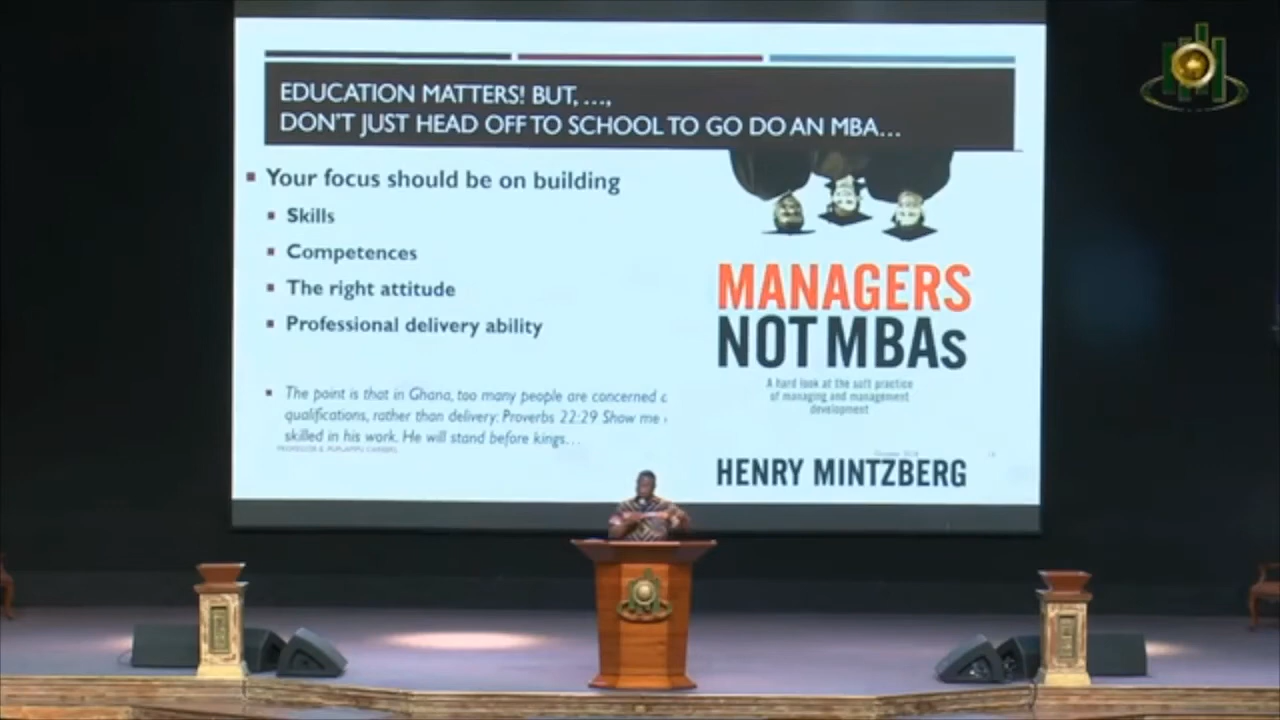 EDUCATION MATTERS! BUT, …,
DON'T JUST HEAD OFF TO SCHOOL TO GO DO AN MBA…
Your focus should be on building
Skills
Competences
The right attitude
Professional delivery ability
The point is that in Ghana, too many people are concerned
qualifications, rather than delivery: Proverbs 22:29 Show me
skilled in his work. He will stand before kings…
MANAGERS
NOT MBAs
A hard look at the soft practice
of managing and management
development
HENRY MINTZBERG